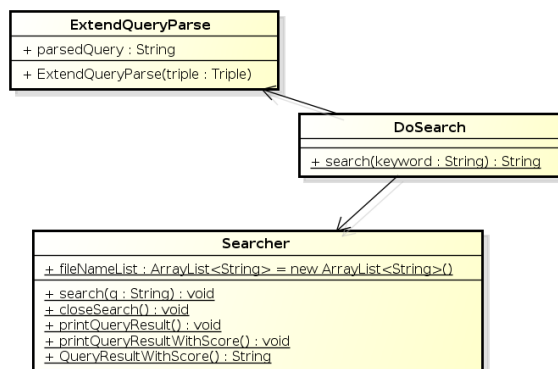 ExtendQueryParse
+ parsedQuery : String
+ ExtendQueryParse(triple : Triple)
DoSearch
+ search(keyword : String) : String
Searcher
+ fileNameList : ArrayList<String> = new ArrayList<String>()
+ search(q : String) : void
+ closeSearch() : void
+ printQueryResult() : void
+ printQueryResultWithScore() : void
+ QueryResultWithScore() : String